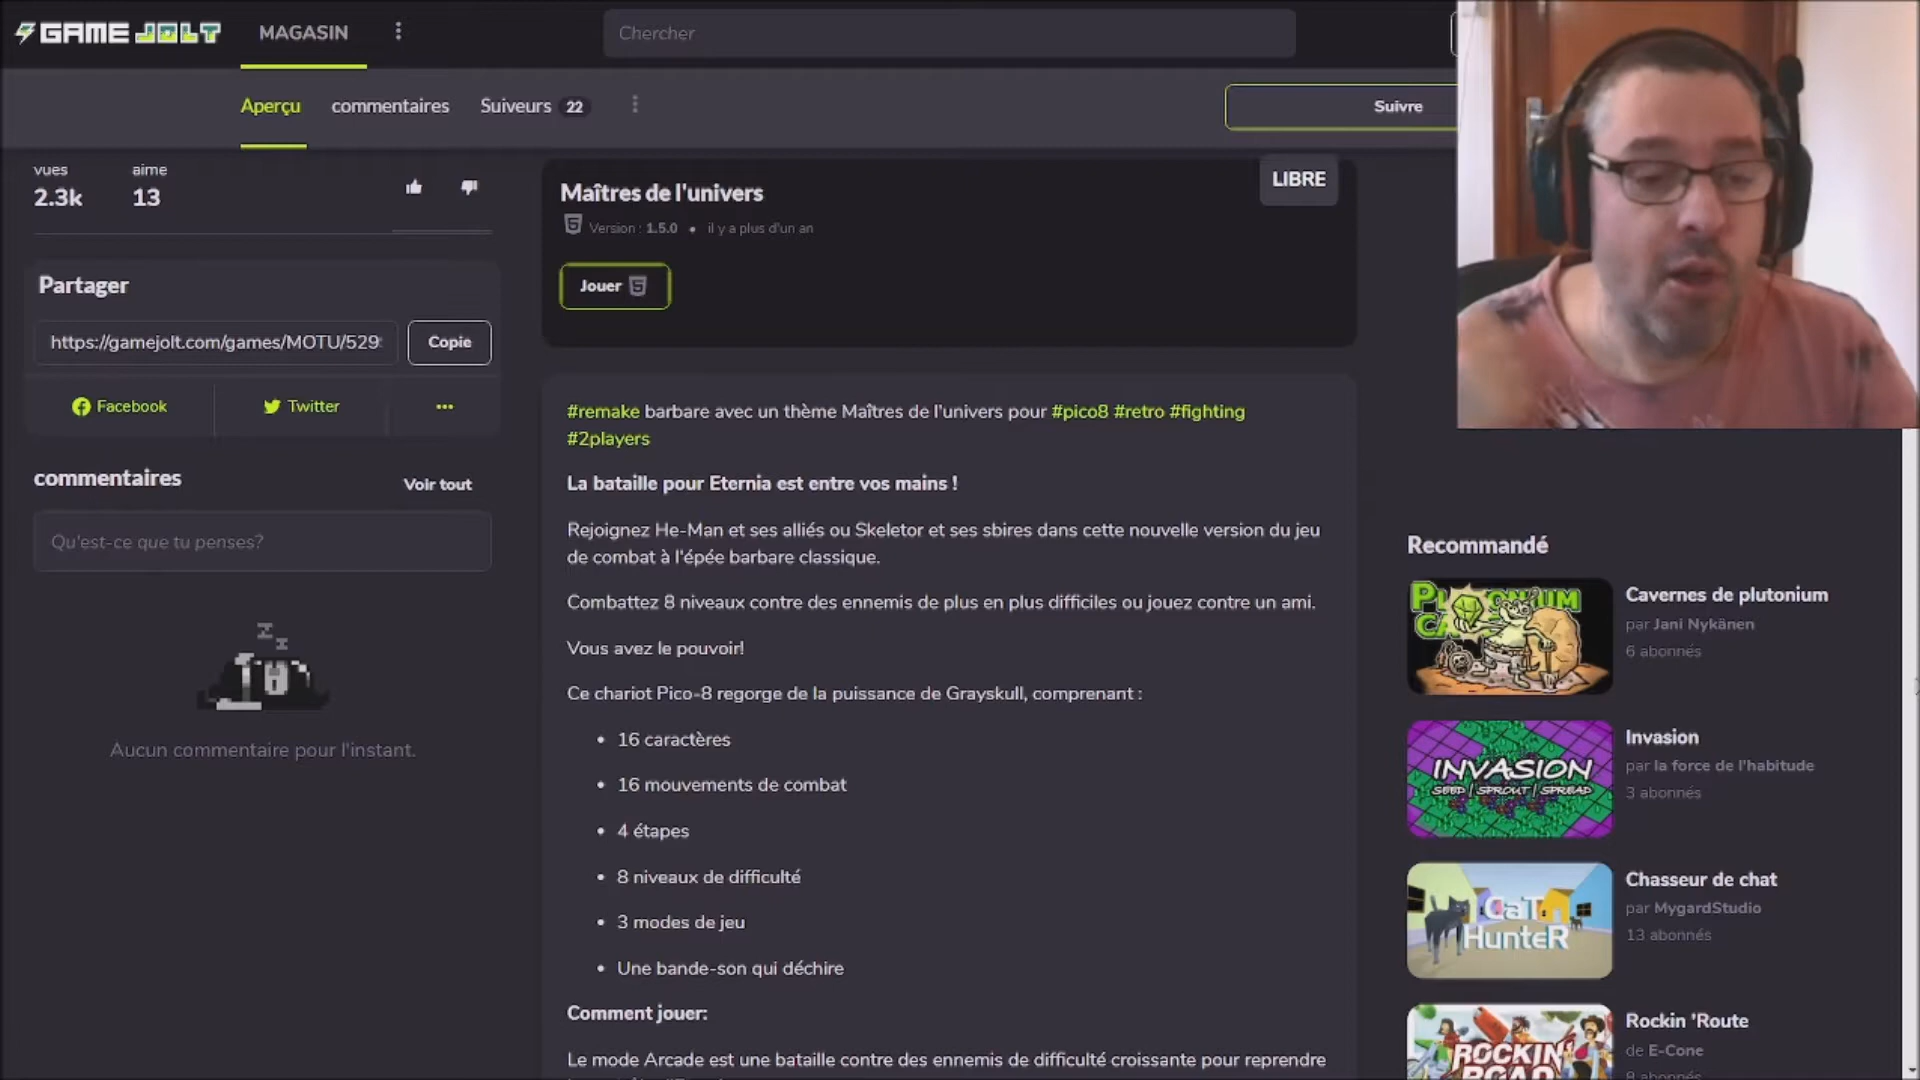 GAME JOLT
MAGASIN
Chercher
Aperçu
commentaires
Suiveurs 22
Suivre
vues
2.3k
aime
13
Partager
https://gamejolt.com/games/MOTU/529
Copie
Facebook
Twitter
commentaires
Voir tout
Qu'est-ce que tu penses?
Aucun commentaire pour l'instant.
Maîtres de l'univers
LIBRE
Version : 1.5.0 • il y a plus d'un an
Jouer
#remake barbare avec un thème Maîtres de l'univers pour #pico8 #retro #fighting
#2players
La bataille pour Eternia est entre vos mains !
Rejoignez He-Man et ses alliés ou Skeletor et ses sbires dans cette nouvelle version du jeu
de combat à l'épée barbare classique.
Combattez 8 niveaux contre des ennemis de plus en plus difficiles ou jouez contre un ami.
Vous avez le pouvoir!
Ce chariot Pico-8 regorge de la puissance de Grayskull, comprenant :
• 16 caractères
• 16 mouvements de combat
• 4 étapes
• 8 niveaux de difficulté
• 3 modes de jeu
• Une bande-son qui déchire
Comment jouer:
Le mode Arcade est une bataille contre des ennemis de difficulté croissante pour reprendre
Recommandé
Cavernes de plutonium
par Jani Nykänen
6 abonnés
INVASION
SEED | SPROUT | SPREAD
Invasion
par la force de l'habitude
3 abonnés
CaT
HunteR
Chasseur de chat
par MygardStudio
13 abonnés
ROCKIN'
ROAD
Rockin 'Route
de E-Cone
8 abonnés